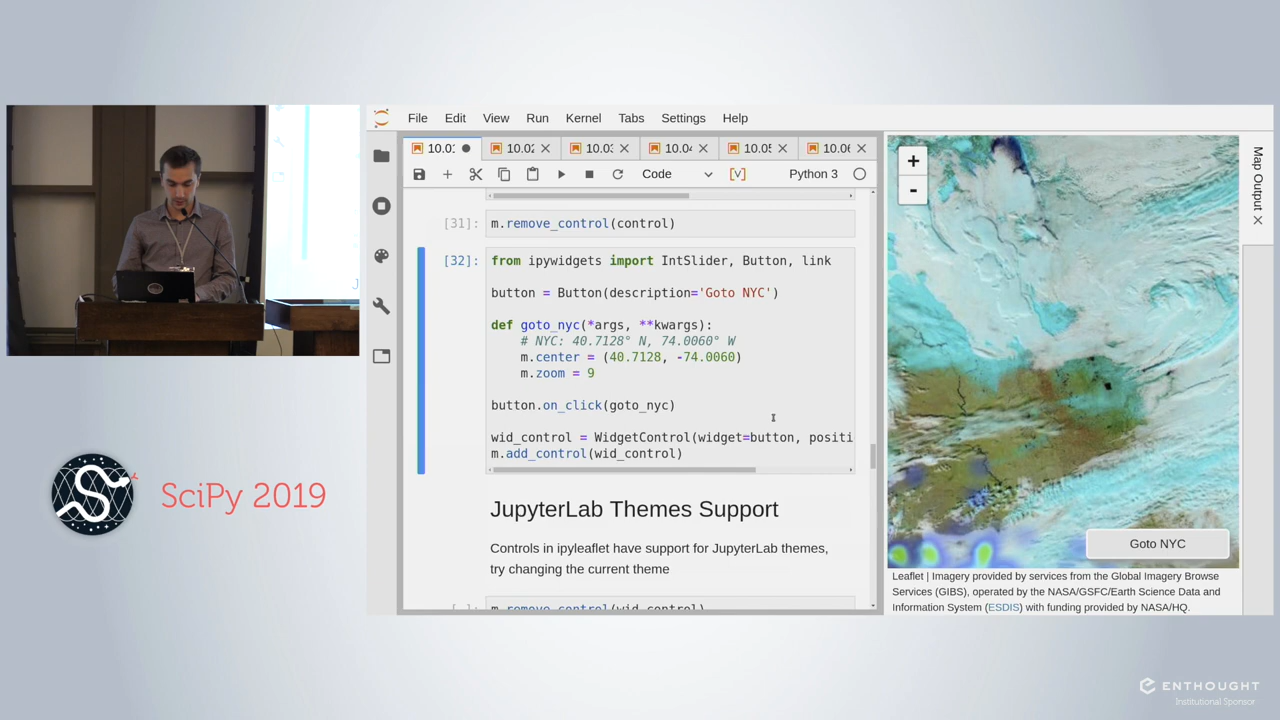 File Edit View Run Kernel Tabs Settings Help
10.01 10.02 10.03 10.04 10.05 10.06
Code Python 3
[31]: m.remove_control(control)
[32]: from ipywidgets import IntSlider, Button, link
button = Button(description='Goto NYC')
def goto_nyc(*args, **kwargs):
# NYC: 40.7128° N, 74.0060° W
m.center = (40.7128, -74.0060)
m.zoom = 9
button.on_click(goto_nyc)
wid_control = WidgetControl(widget=button, positi
m.add_control(wid_control)
JupyterLab Themes Support
Controls in ipyleaflet have support for JupyterLab themes,
try changing the current theme
[ ]: m.remove_control(wid_control)
+
-
Map Output
Goto NYC
Leaflet | Imagery provided by services from the Global Imagery Browse
Services (GIBS), operated by the NASA/GSFC/Earth Science Data and
Information System (ESDIS) with funding provided by NASA/HQ.
SciPy 2019
ENTHOUGHT
Institutional Sponsor